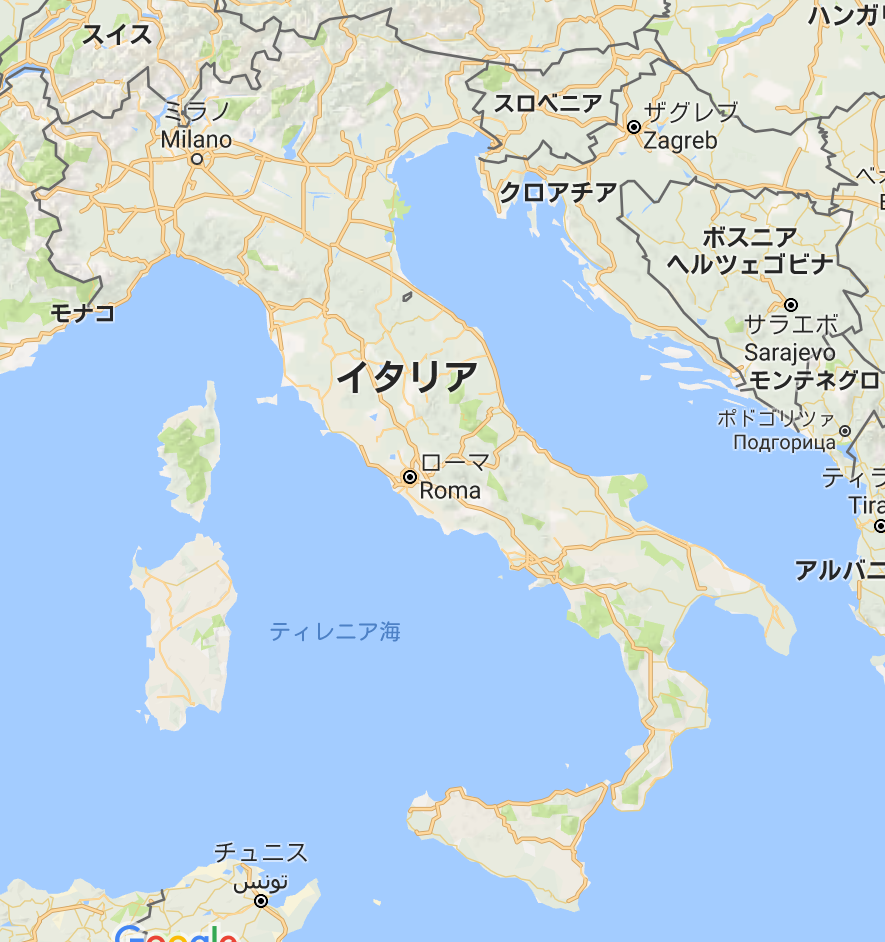 ハンガリ
スイス
スロベニア
ミラノ
Milano
ザグレブ
Zagreb
クロアチア
ボスニア
ヘルツェゴビナ
モナコ
サラエボ
Sarajevo
イタリア
モンテネグロ
ポドゴリツァ
Подгорица
ローマ
Roma
ティラ
Tira
アルバニ
ティレニア海
チュニス
تونس
Google